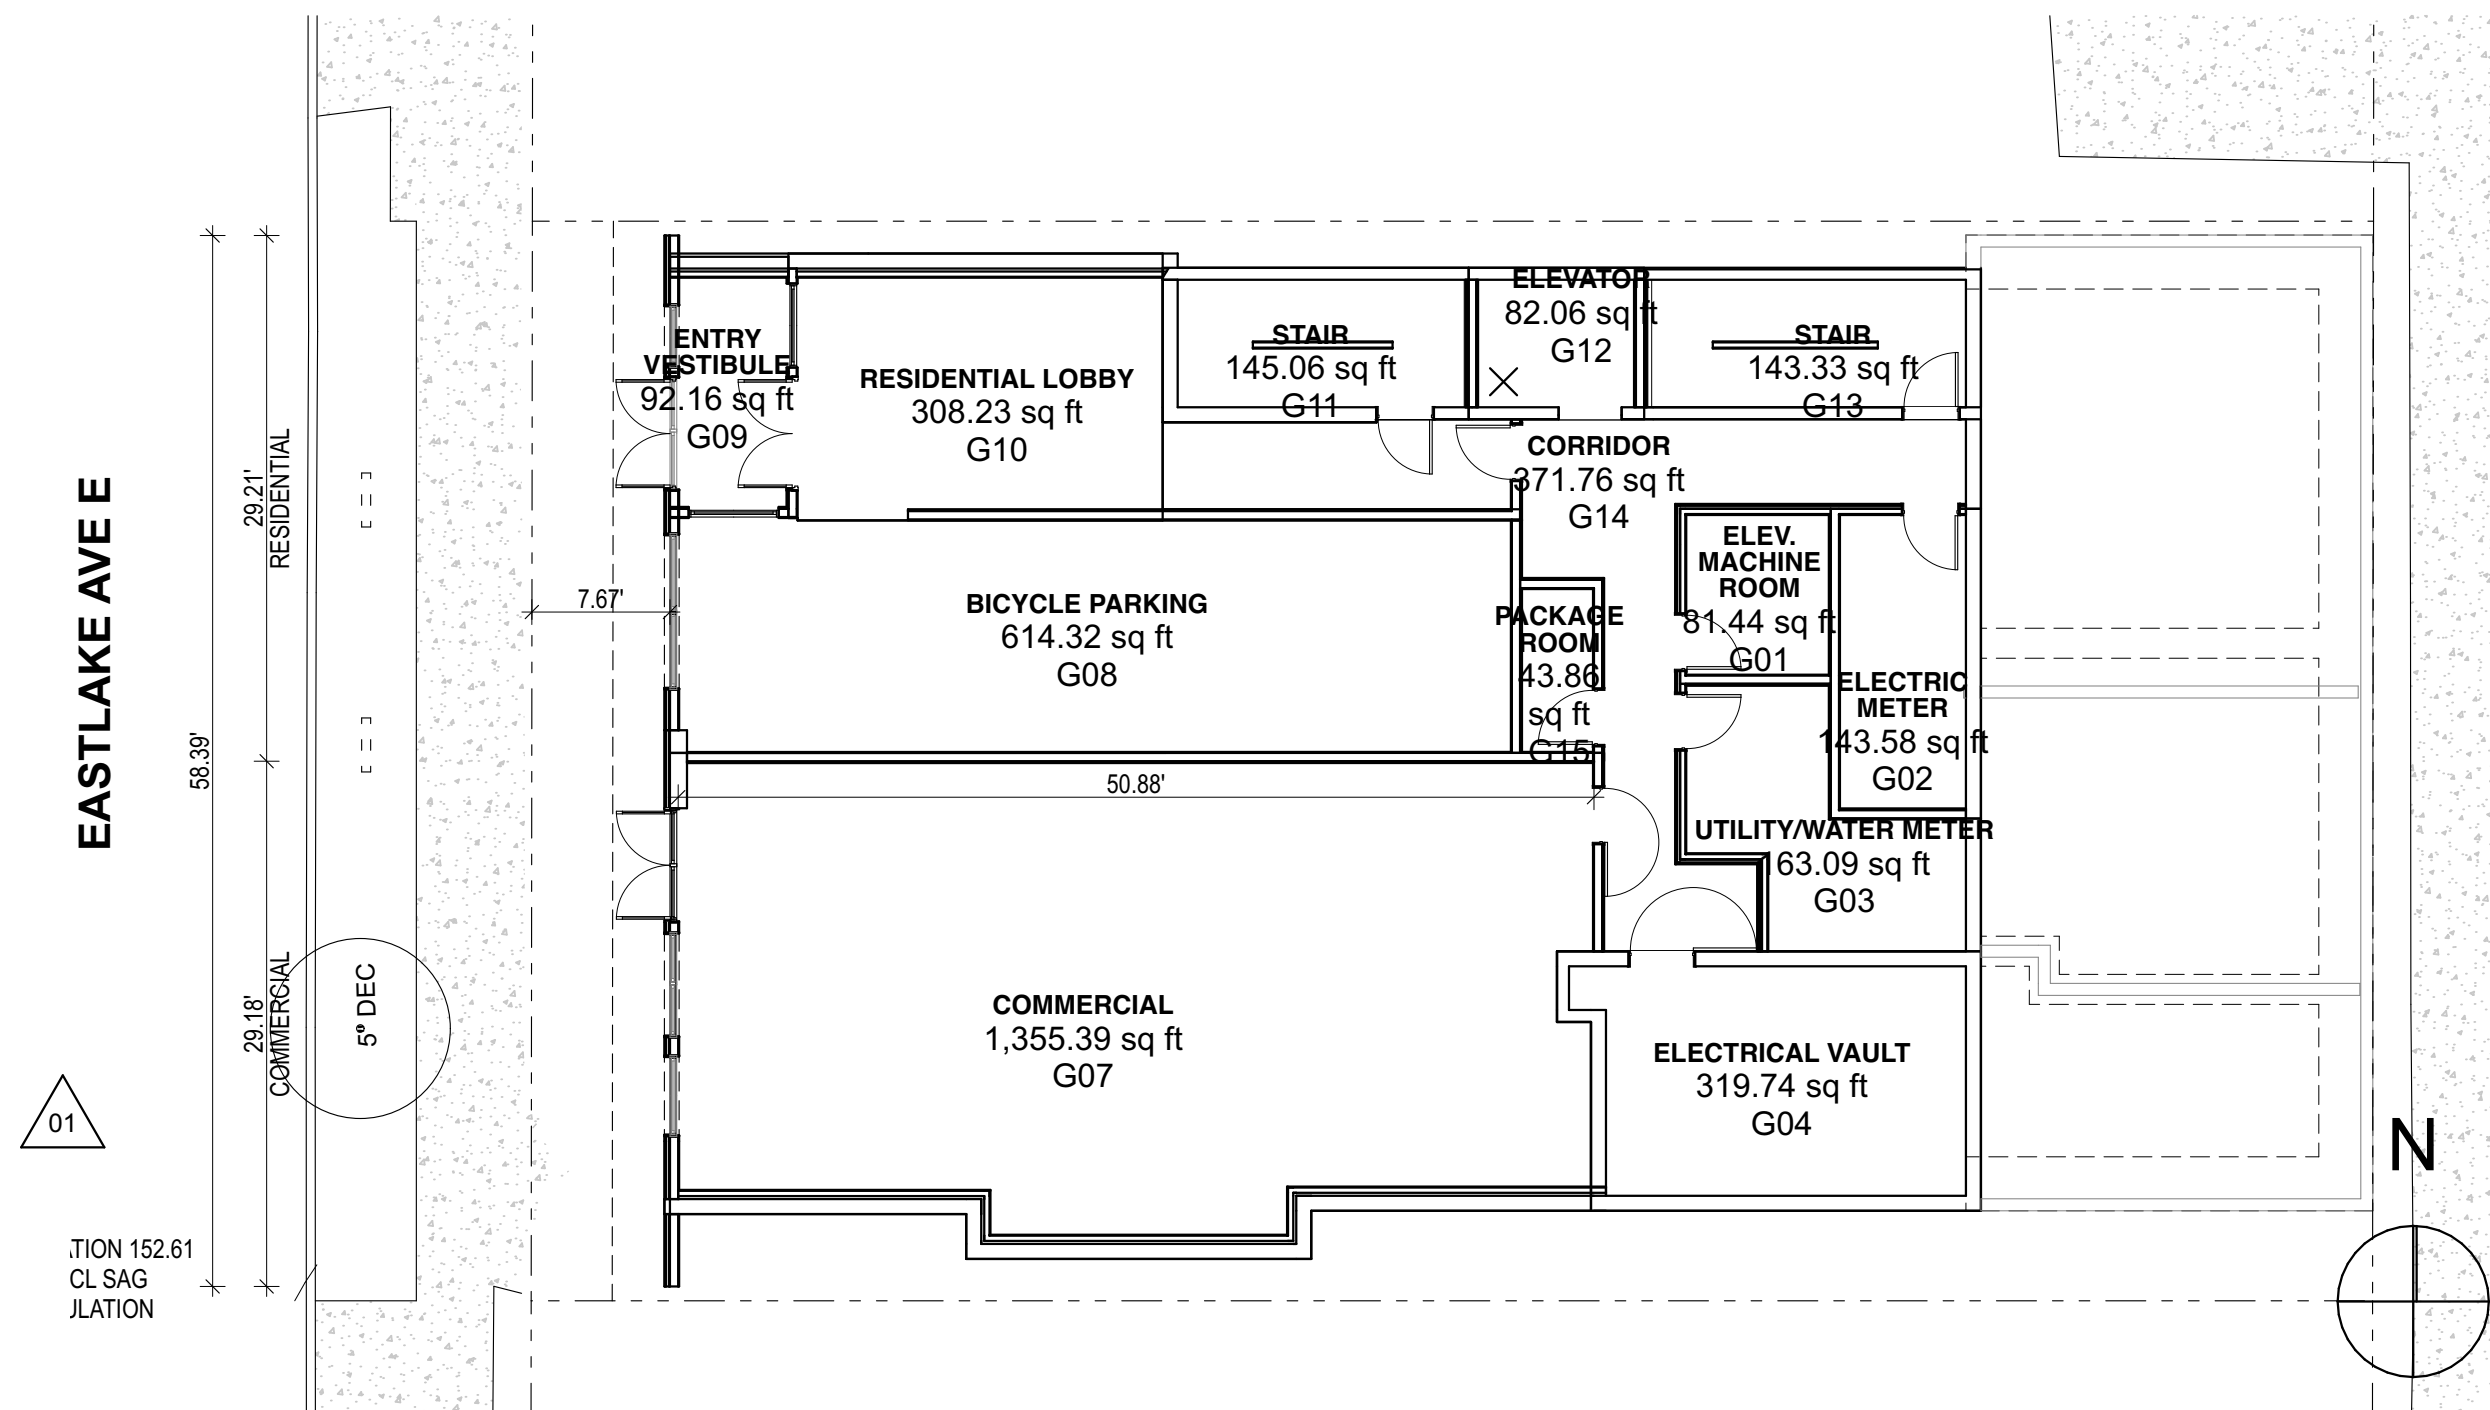 EASTLAKE AVE E
58.39'
29.21'
RESIDENTIAL
29.18'
COMMERCIAL
5" DEC
01
CL SAG
152.61
7.67'
50.88'
ENTRY
VESTIBULE
92.16 sq ft
G09
RESIDENTIAL LOBBY
308.23 sq ft
G10
STAIR
145.06 sq ft
G11
ELEVATOR
82.06 sq ft
G12
STAIR
143.33 sq ft
G13
CORRIDOR
371.76 sq ft
G14
BICYCLE PARKING
614.32 sq ft
G08
PACKAGE
ROOM
43.86
sq ft
G15
ELEV.
MACHINE
ROOM
81.44 sq ft
G01
ELECTRIC
METER
143.58 sq ft
G02
UTILITY/WATER METER
163.09 sq ft
G03
COMMERCIAL
1,355.39 sq ft
G07
ELECTRICAL VAULT
319.74 sq ft
G04
N